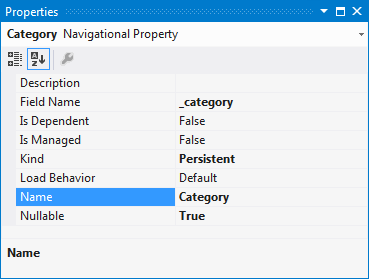 Properties
Category Navigational Property
Description
Field Name _category
Is Dependent False
Is Managed False
Kind Persistent
Load Behavior Default
Name Category
Nullable True
Name